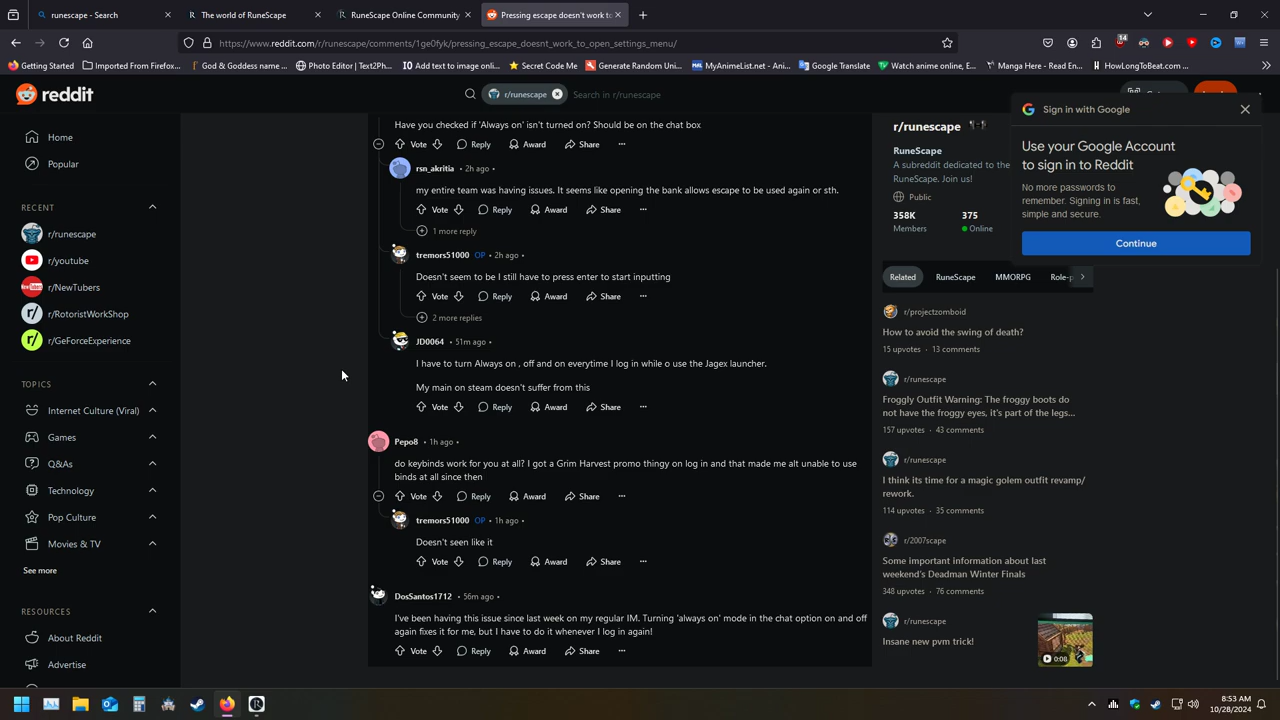 runescape - Search
The world of RuneScape
RuneScape Online Community
Pressing escape doesn't work to
https://www.reddit.com/r/runescape/comments/1ge0fyk/pressing_escape_doesnt_work_to_open_settings_menu/
Getting Started
Imported From Firefox...
God & Goddess name ...
Photo Editor | Text2Ph...
Add text to image onli...
Secret Code Me
Generate Random Uni...
MyAnimeList.net - Ani...
Google Translate
Watch anime online, E...
Manga Here - Read En...
HowLongToBeat.com -...
reddit
r/runescape
Search in r/runescape
Home
Popular
RECENT
r/runescape
r/youtube
r/NewTubers
r/RotoristWorkShop
r/GeForceExperience
TOPICS
Internet Culture (Viral)
Games
Q&As
Technology
Pop Culture
Movies & TV
See more
RESOURCES
About Reddit
Advertise
Have you checked if 'Always on' isn't turned on? Should be on the chat box
Vote Reply Award Share ...
rsn_akritia • 2h ago •
my entire team was having issues. It seems like opening the bank allows escape to be used again or sth.
Vote Reply Award Share ...
1 more reply
tremors51000 OP • 2h ago •
Doesn't seem to be I still have to press enter to start inputting
Vote Reply Award Share ...
2 more replies
JD0064 • 51m ago •
I have to turn Always on , off and on everytime I log in while o use the Jagex launcher.
My main on steam doesn't suffer from this
Vote Reply Award Share ...
Pepo8 • 1h ago •
do keybinds work for you at all? I got a Grim Harvest promo thingy on log in and that made me alt unable to use
binds at all since then
Vote Reply Award Share ...
tremors51000 OP • 1h ago •
Doesn't seen like it
Vote Reply Award Share ...
DosSantos1712 • 56m ago •
I've been having this issue since last week on my regular IM. Turning 'always on' mode in the chat option on and off
again fixes it for me, but I have to do it whenever I log in again!
Vote Reply Award Share ...
r/runescape
RuneScape
A subreddit dedicated to the
RuneScape. Join us!
Public
358K 375
Members Online
Sign in with Google
Use your Google Account
to sign in to Reddit
No more passwords to
remember. Signing in is fast,
simple and secure.
Continue
Related RuneScape MMORPG Role-p
r/projectzomboid
How to avoid the swing of death?
15 upvotes • 13 comments
r/runescape
Froggly Outfit Warning: The froggy boots do
not have the froggy eyes, it's part of the legs...
157 upvotes • 43 comments
r/runescape
I think its time for a magic golem outfit revamp/
rework.
114 upvotes • 35 comments
r/2007scape
Some important information about last
weekend's Deadman Winter Finals
348 upvotes • 76 comments
r/runescape
Insane new pvm trick!
0:08
8:53 AM
10/28/2024